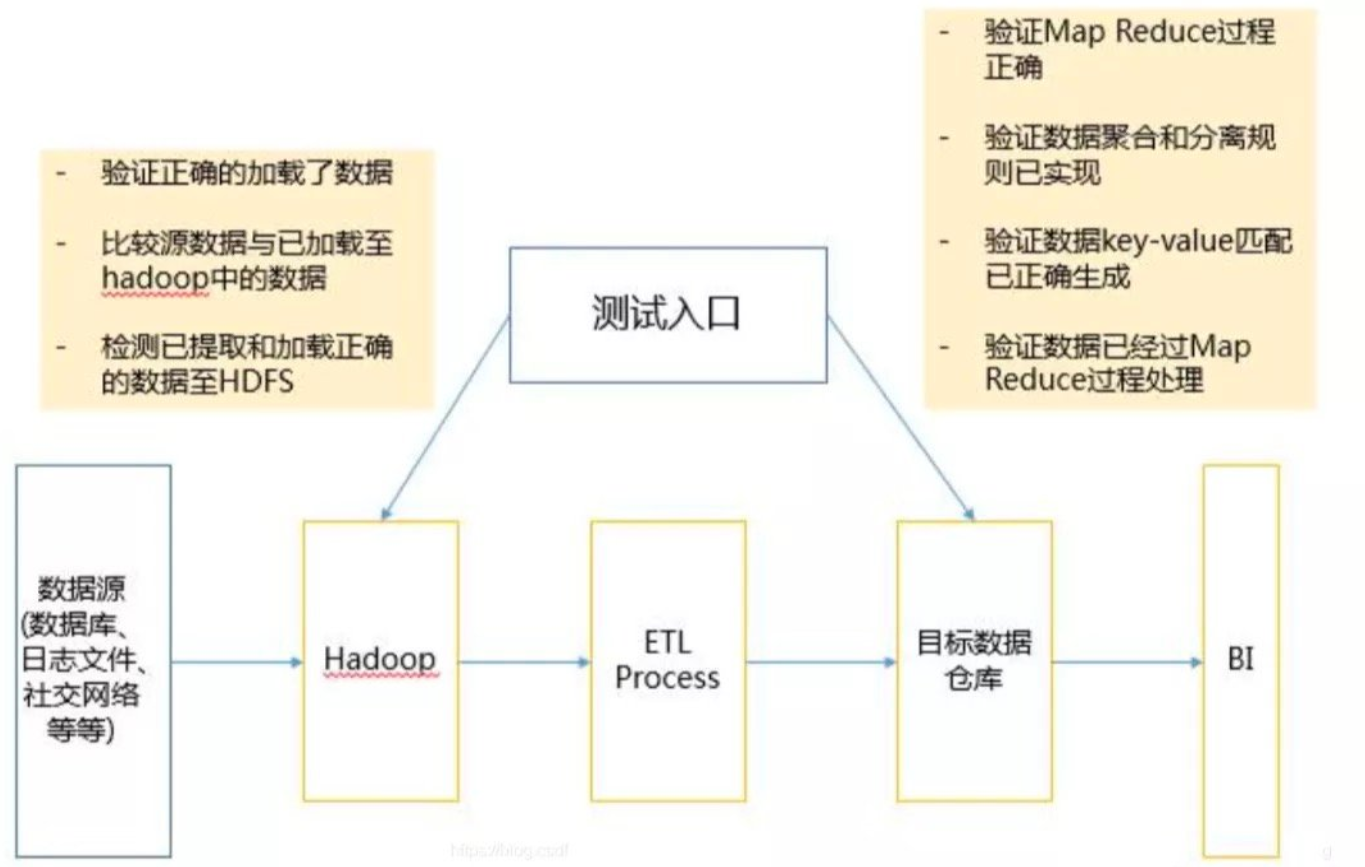 - 验证Map Reduce过程
正确
- 验证数据聚合和分离规
则已实现
- 验证数据key-value匹配
已正确生成
- 验证数据已经过Map
Reduce过程处理
- 验证正确的加载了数据
- 比较源数据与已加载至
hadoop中的数据
- 检测已提取和加载正确
的数据至HDFS
测试入口
数据源
(数据库、
日志文件、
社交网络
等等)
Hadoop
ETL
Process
目标数据
仓库
BI